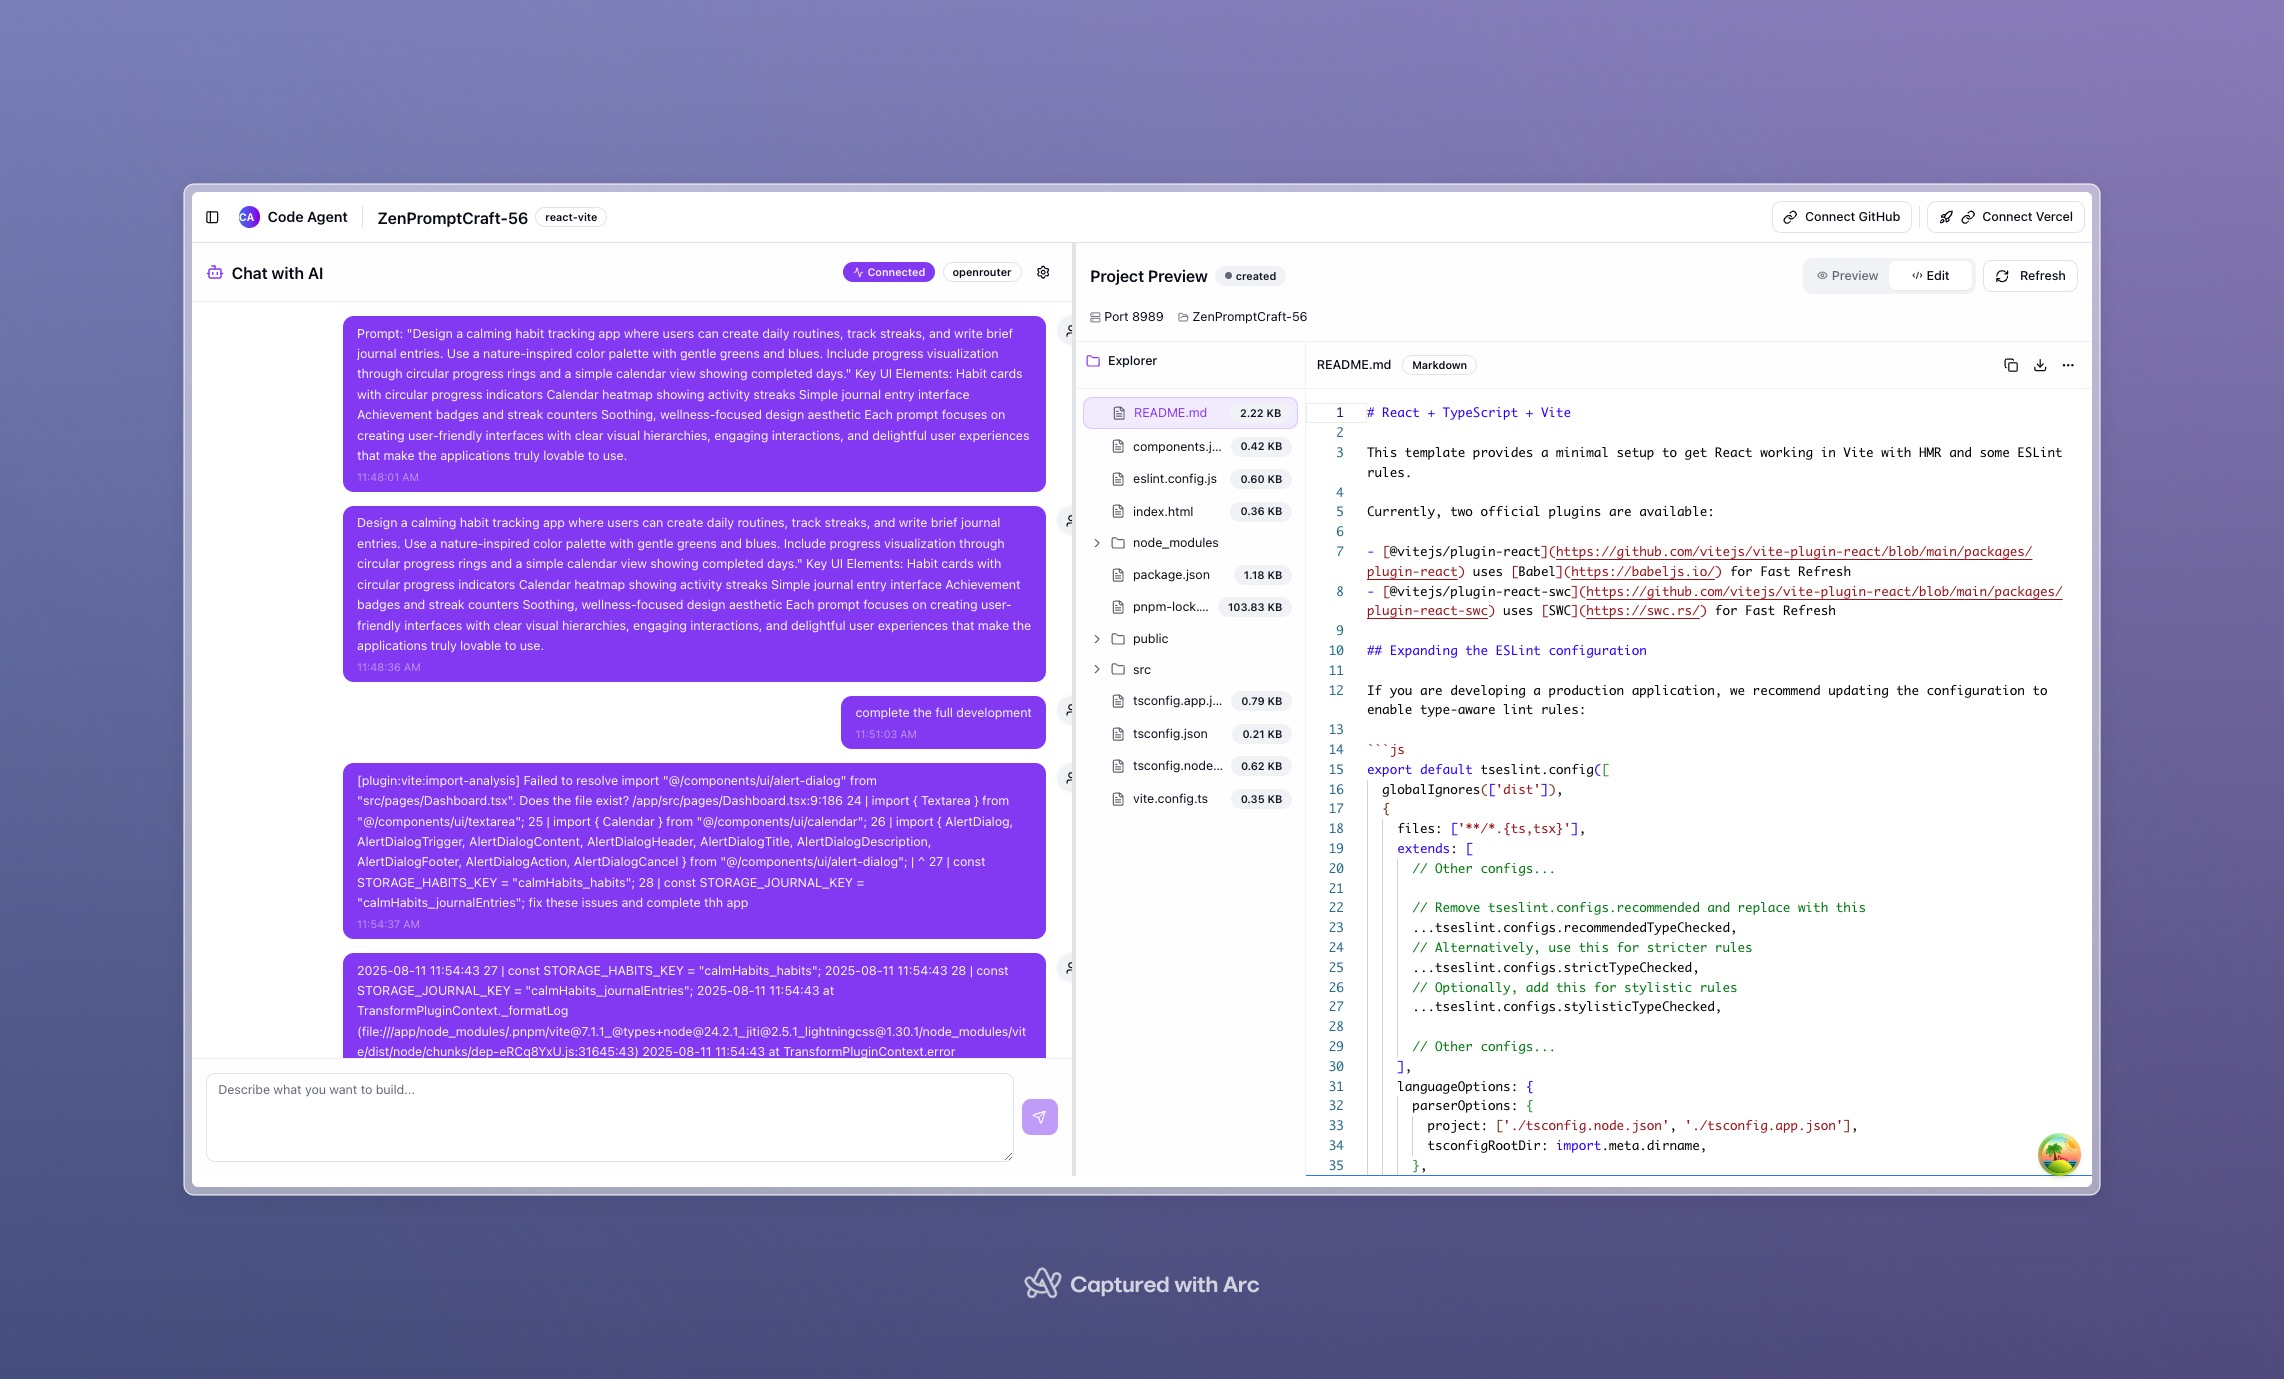 CA Code Agent
ZenPromptCraft-56
react-vite
Connect GitHub
Connect Vercel
Chat with AI
Connected
openrouter
Prompt: "Design a calming habit tracking app where users can create daily routines, track streaks, and write brief
journal entries. Use a nature-inspired color palette with gentle greens and blues. Include progress visualization
through circular progress rings and a simple calendar view showing completed days." Key UI Elements: Habit cards
with circular progress indicators Calendar heatmap showing activity streaks Simple journal entry interface
Achievement badges and streak counters Soothing, wellness-focused design aesthetic Each prompt focuses on
creating user-friendly interfaces with clear visual hierarchies, engaging interactions, and delightful user experiences
that make the applications truly lovable to use.
11:48:01 AM
Design a calming habit tracking app where users can create daily routines, track streaks, and write brief journal
entries. Use a nature-inspired color palette with gentle greens and blues. Include progress visualization through
circular progress rings and a simple calendar view showing completed days." Key UI Elements: Habit cards with
circular progress indicators Calendar heatmap showing activity streaks Simple journal entry interface Achievement
badges and streak counters Soothing, wellness-focused design aesthetic Each prompt focuses on creating user-
friendly interfaces with clear visual hierarchies, engaging interactions, and delightful user experiences that make the
applications truly lovable to use.
11:48:36 AM
complete the full development
11:51:03 AM
[plugin:vite:import-analysis] Failed to resolve import "@/components/ui/alert-dialog" from
"src/pages/Dashboard.tsx". Does the file exist? /app/src/pages/Dashboard.tsx:9:186 24 | import { Textarea } from
"@/components/ui/textarea"; 25 | import { Calendar } from "@/components/ui/calendar"; 26 | import { AlertDialog,
AlertDialogTrigger, AlertDialogContent, AlertDialogHeader, AlertDialogTitle, AlertDialogDescription,
AlertDialogFooter, AlertDialogAction, AlertDialogCancel } from "@/components/ui/alert-dialog"; | ^ 27 | const
STORAGE_HABITS_KEY = "calmHabits_habits"; 28 | const STORAGE_JOURNAL_KEY =
"calmHabits_journalEntries"; fix these issues and complete thh app
11:54:37 AM
2025-08-11 11:54:43 27 | const STORAGE_HABITS_KEY = "calmHabits_habits"; 2025-08-11 11:54:43 28 | const
STORAGE_JOURNAL_KEY = "calmHabits_journalEntries"; 2025-08-11 11:54:43 at
TransformPluginContext._formatLog
(file:///app/node_modules/.pnpm/vite@7.1.1_@types+node@24.2.1_jiti@2.5.1_lightningcss@1.30.1/node_modules/vit
e/dist/node/chunks/dep-eRCq8YxU.js:31645:43) 2025-08-11 11:54:43 at TransformPluginContext.error
Describe what you want to build...
Project Preview
created
Preview
Edit
Refresh
Port 8989
ZenPromptCraft-56
Explorer
README.md 2.22 KB
components.j... 0.42 KB
eslint.config.js 0.60 KB
index.html 0.36 KB
node_modules
package.json 1.18 KB
pnpm-lock.... 103.83 KB
public
src
tsconfig.app.j... 0.79 KB
tsconfig.json 0.21 KB
tsconfig.node... 0.62 KB
vite.config.ts 0.35 KB
README.md
Markdown
1 # React + TypeScript + Vite
2
3 This template provides a minimal setup to get React working in Vite with HMR and some ESLint
rules.
4
5 Currently, two official plugins are available:
6
7 - [@vitejs/plugin-react](https://github.com/vitejs/vite-plugin-react/blob/main/packages/
plugin-react) uses [Babel](https://babeljs.io/) for Fast Refresh
8 - [@vitejs/plugin-react-swc](https://github.com/vitejs/vite-plugin-react/blob/main/packages/
plugin-react-swc) uses [SWC](https://swc.rs/) for Fast Refresh
9
10 ## Expanding the ESLint configuration
11
12 If you are developing a production application, we recommend updating the configuration to
enable type-aware lint rules:
13
14 ```js
15 export default tseslint.config([
16 globalIgnores(['dist']),
17 {
18 files: ['**/*.{ts,tsx}'],
19 extends: [
20 // Other configs...
21
22 // Remove tseslint.configs.recommended and replace with this
23 ...tseslint.configs.recommendedTypeChecked,
24 // Alternatively, use this for stricter rules
25 ...tseslint.configs.strictTypeChecked,
26 // Optionally, add this for stylistic rules
27 ...tseslint.configs.stylisticTypeChecked,
28
29 // Other configs...
30 ],
31 languageOptions: {
32 parserOptions: {
33 project: ['./tsconfig.node.json', './tsconfig.app.json'],
34 tsconfigRootDir: import.meta.dirname,
35 },
Captured with Arc